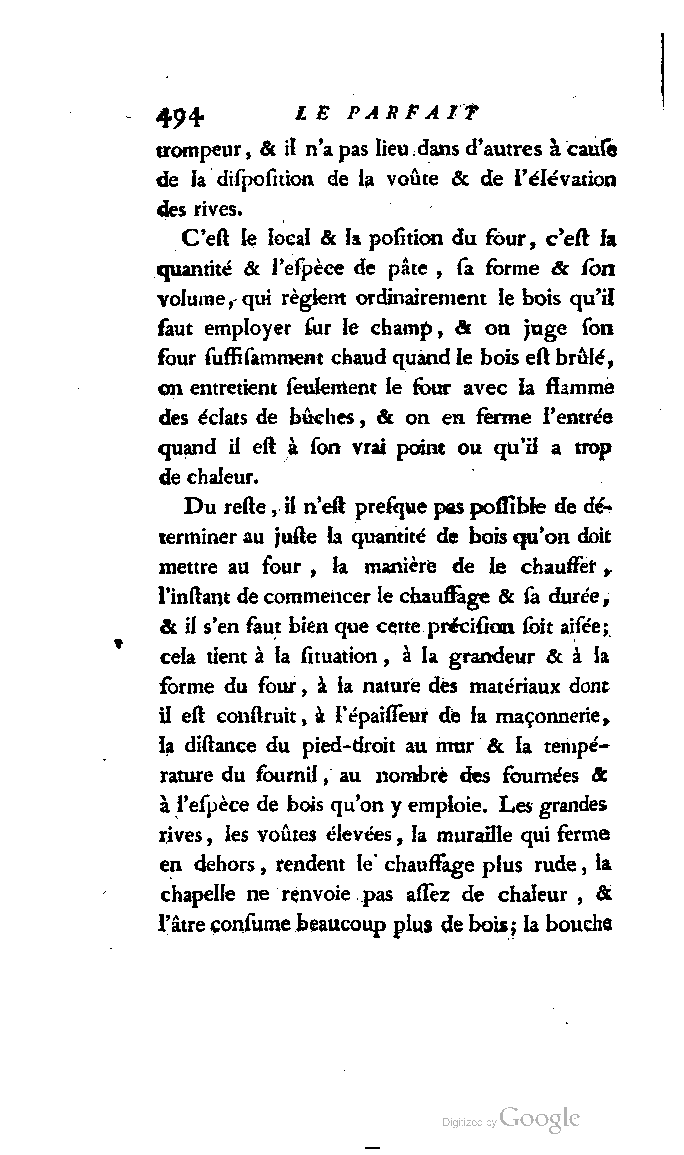 494 LE PARFAIT
trompeur, & il n'a pas lieu dans d'autres à cauſe
de la diſpoſition de la voûte & de l'élévation
des rives.
C'eſt le local & la poſition du four, c'eſt la
quantité & l'eſpèce de pâte, ſa forme & ſon
volume, qui règlent ordinairement le bois qu'il
faut employer ſur le champ, & on juge ſon
four ſuffiſamment chaud quand le bois eſt brûlé,
on entretient ſeulement le four avec la flamme
des éclats de bûches, & on en ferme l'entrée
quand il eſt à ſon vrai point ou qu'il a trop
de chaleur.
Du reſte, il n'eſt preſque pas poſſible de dé-
terminer au juſte la quantité de bois qu'on doit
mettre au four, la manière de le chauffer,
l'inſtant de commencer le chauffage & ſa durée,
& il s'en faut bien que cette préciſion ſoit aiſée;
cela tient à la ſituation, à la grandeur & à la
forme du four, à la nature des matériaux dont
il eſt conſtruit, à l'épaiſſeur de la maçonnerie,
la diſtance du pied-droit au mur & la tempé-
rature du fournil, au nombre des fournées &
à l'eſpèce de bois qu'on y emploie. Les grandes
rives, les voûtes élevées, la muraille qui ferme
en dehors, rendent le chauffage plus rude, la
chapelle ne renvoie pas aſſez de chaleur, &
l'âtre conſume beaucoup plus de bois; la bouche
Digitized by Google